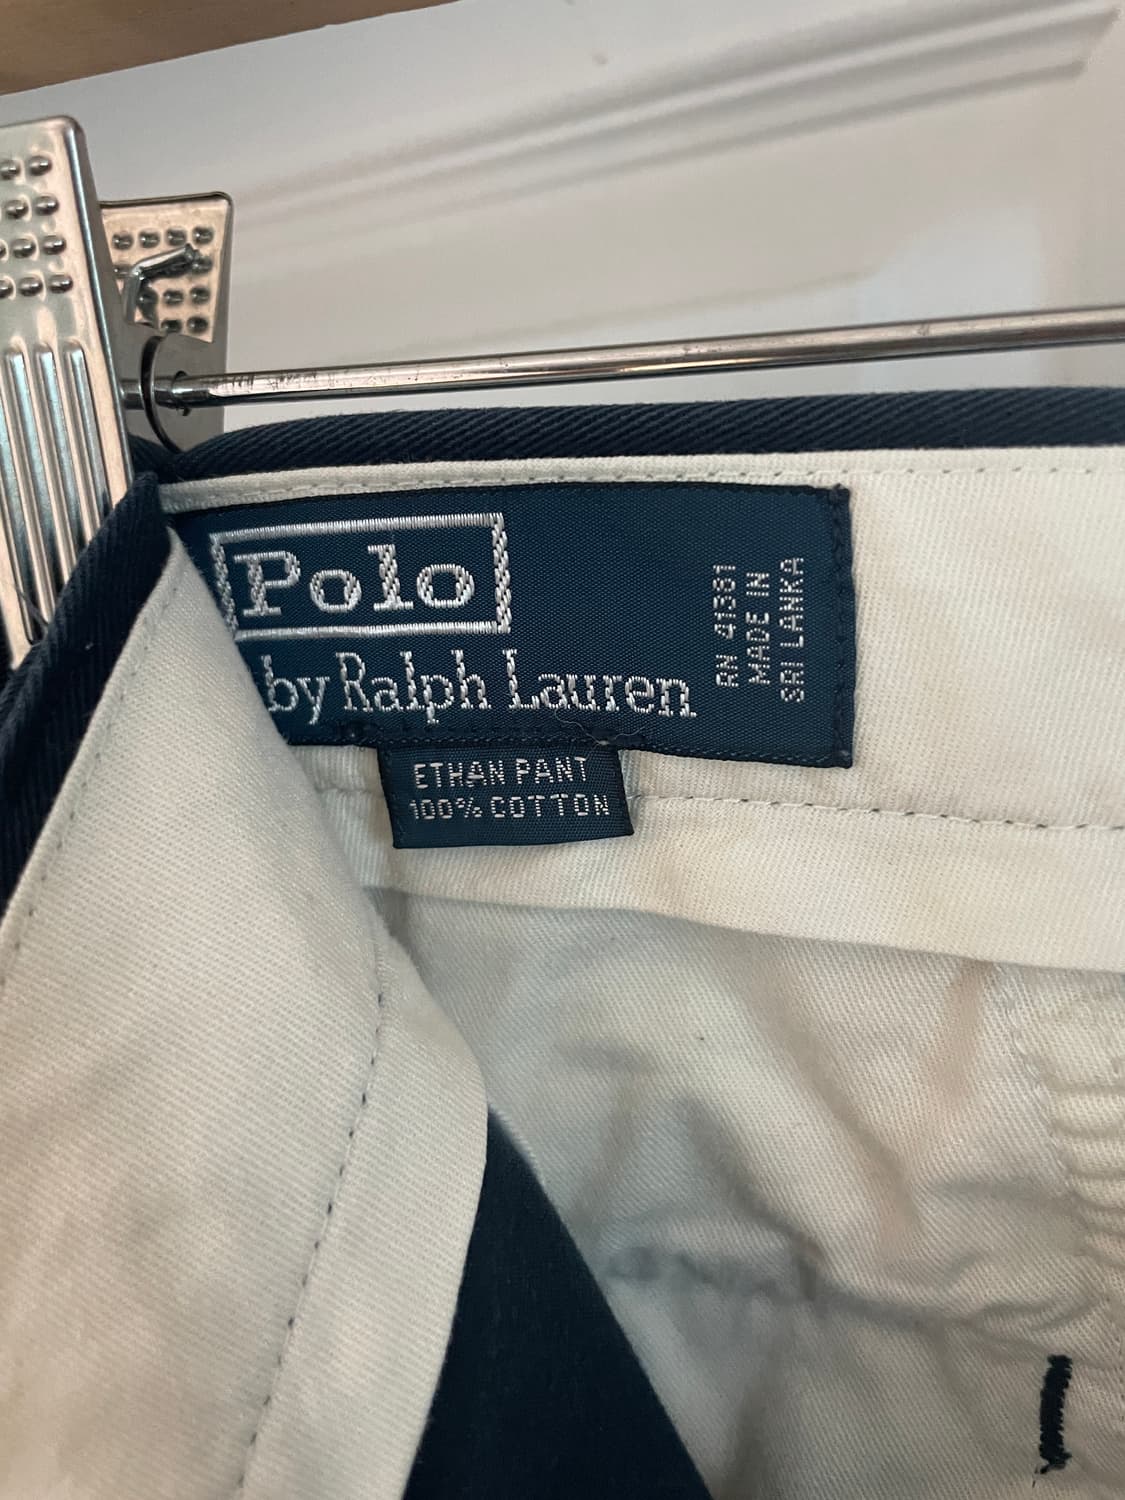 Polo
by Ralph Lauren
RN 41381
MADE IN
SRI LANKA
ETHAN PANT
100% COTTON